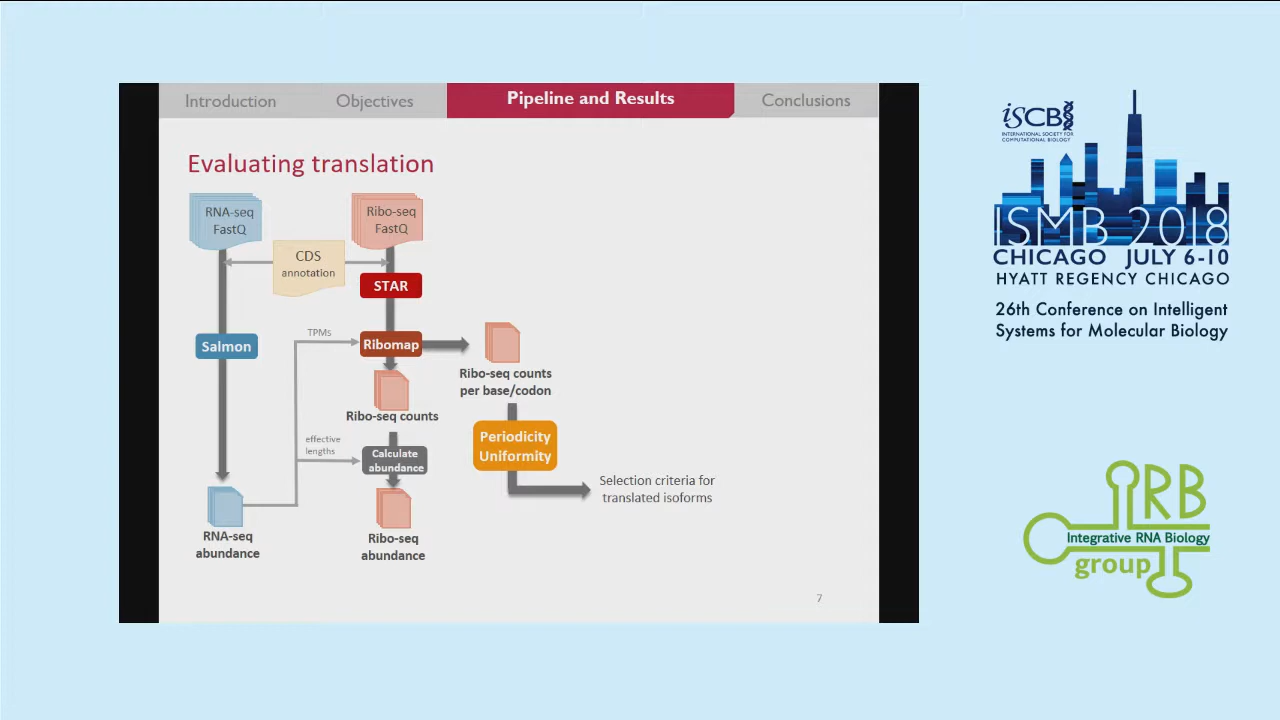 Introduction
Objectives
Pipeline and Results
Conclusions
Evaluating translation
RNA-seq
FastQ
Ribo-seq
FastQ
CDS
annotation
STAR
Salmon
TPMs
Ribomap
Ribo-seq counts
per base/codon
Ribo-seq counts
effective
lengths
Calculate
abundance
Periodicity
Uniformity
Selection criteria for
translated isoforms
RNA-seq
abundance
Ribo-seq
abundance
7
iSCB
INTERNATIONAL SOCIETY FOR
COMPUTATIONAL BIOLOGY
ISMB 2018
CHICAGO JULY 6-10
HYATT REGENCY CHICAGO
26th Conference on Intelligent
Systems for Molecular Biology
IRB
Integrative RNA Biology
group